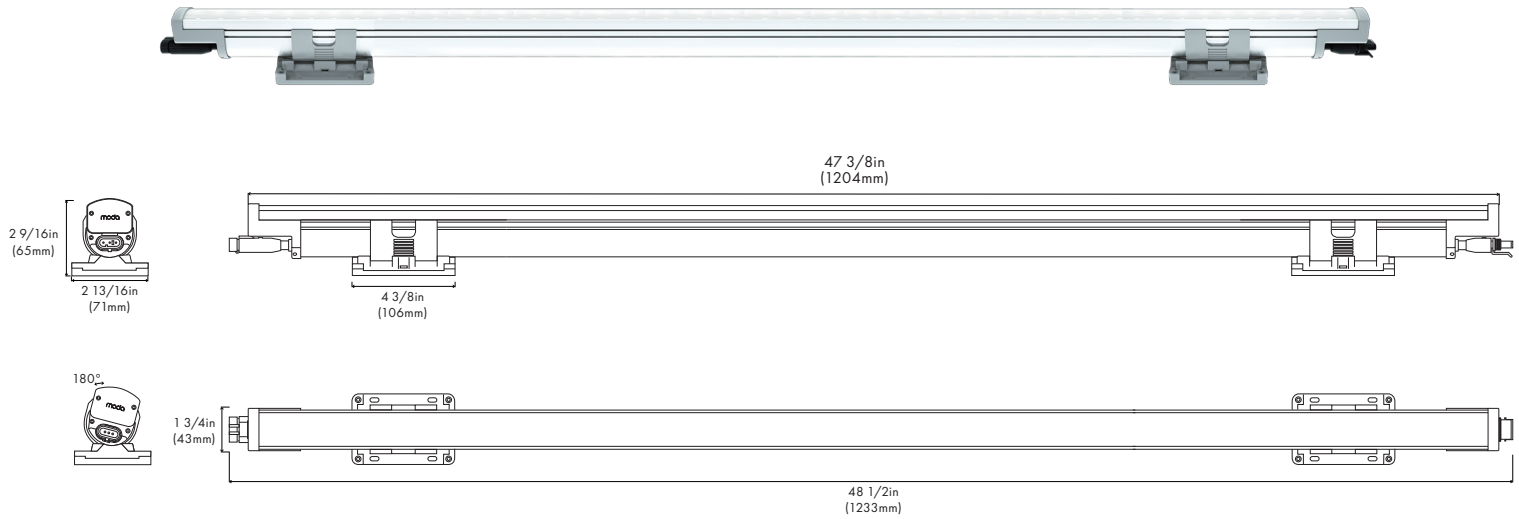 47 3/8in
(1204mm)
moda
2 9/16in
(65mm)
2 13/16in
(71mm)
4 3/8in
(106mm)
180°
moda
1 3/4in
(43mm)
48 1/2in
(1233mm)